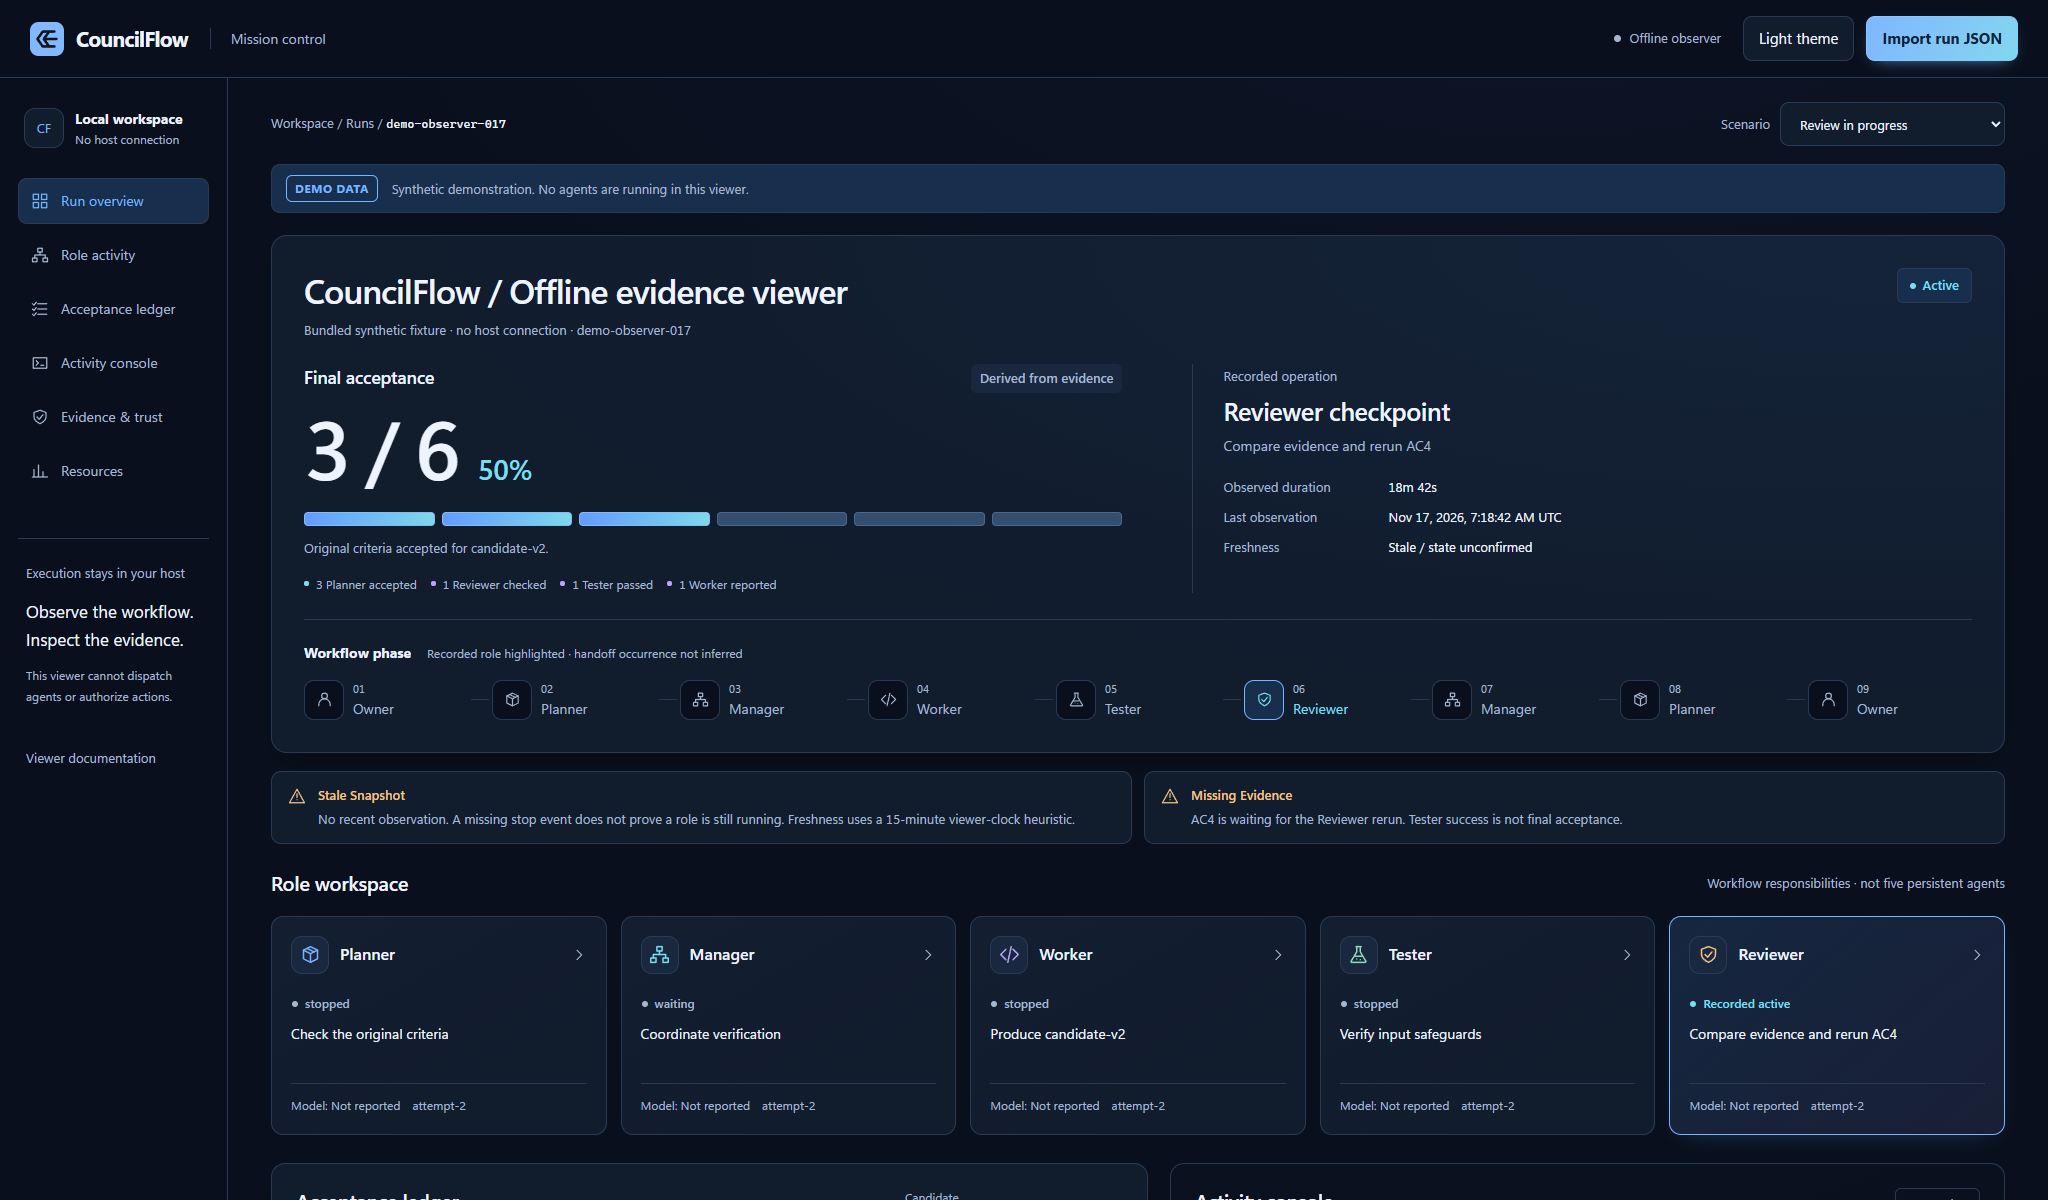 CouncilFlow
Mission control
Offline observer
Light theme
Import run JSON
CF
Local workspace
No host connection
Run overview
Role activity
Acceptance ledger
Activity console
Evidence & trust
Resources
Execution stays in your host
Observe the workflow.
Inspect the evidence.
This viewer cannot dispatch
agents or authorize actions.
Viewer documentation
Workspace / Runs / demo-observer-017
Scenario
Review in progress
DEMO DATA
Synthetic demonstration. No agents are running in this viewer.
CouncilFlow / Offline evidence viewer
Active
Bundled synthetic fixture · no host connection · demo-observer-017
Final acceptance
Derived from evidence
3 / 6 50%
Original criteria accepted for candidate-v2.
3 Planner accepted
1 Reviewer checked
1 Tester passed
1 Worker reported
Recorded operation
Reviewer checkpoint
Compare evidence and rerun AC4
Observed duration 18m 42s
Last observation Nov 17, 2026, 7:18:42 AM UTC
Freshness Stale / state unconfirmed
Workflow phase Recorded role highlighted · handoff occurrence not inferred
01
Owner
02
Planner
03
Manager
04
Worker
05
Tester
06
Reviewer
07
Manager
08
Planner
09
Owner
Stale Snapshot
No recent observation. A missing stop event does not prove a role is still running. Freshness uses a 15-minute viewer-clock heuristic.
Missing Evidence
AC4 is waiting for the Reviewer rerun. Tester success is not final acceptance.
Role workspace
Workflow responsibilities · not five persistent agents
Planner
stopped
Check the original criteria
Model: Not reported attempt-2
Manager
waiting
Coordinate verification
Model: Not reported attempt-2
Worker
stopped
Produce candidate-v2
Model: Not reported attempt-2
Tester
stopped
Verify input safeguards
Model: Not reported attempt-2
Reviewer
Recorded active
Compare evidence and rerun AC4
Model: Not reported attempt-2
Acceptance ledger
Candidate
Activity console